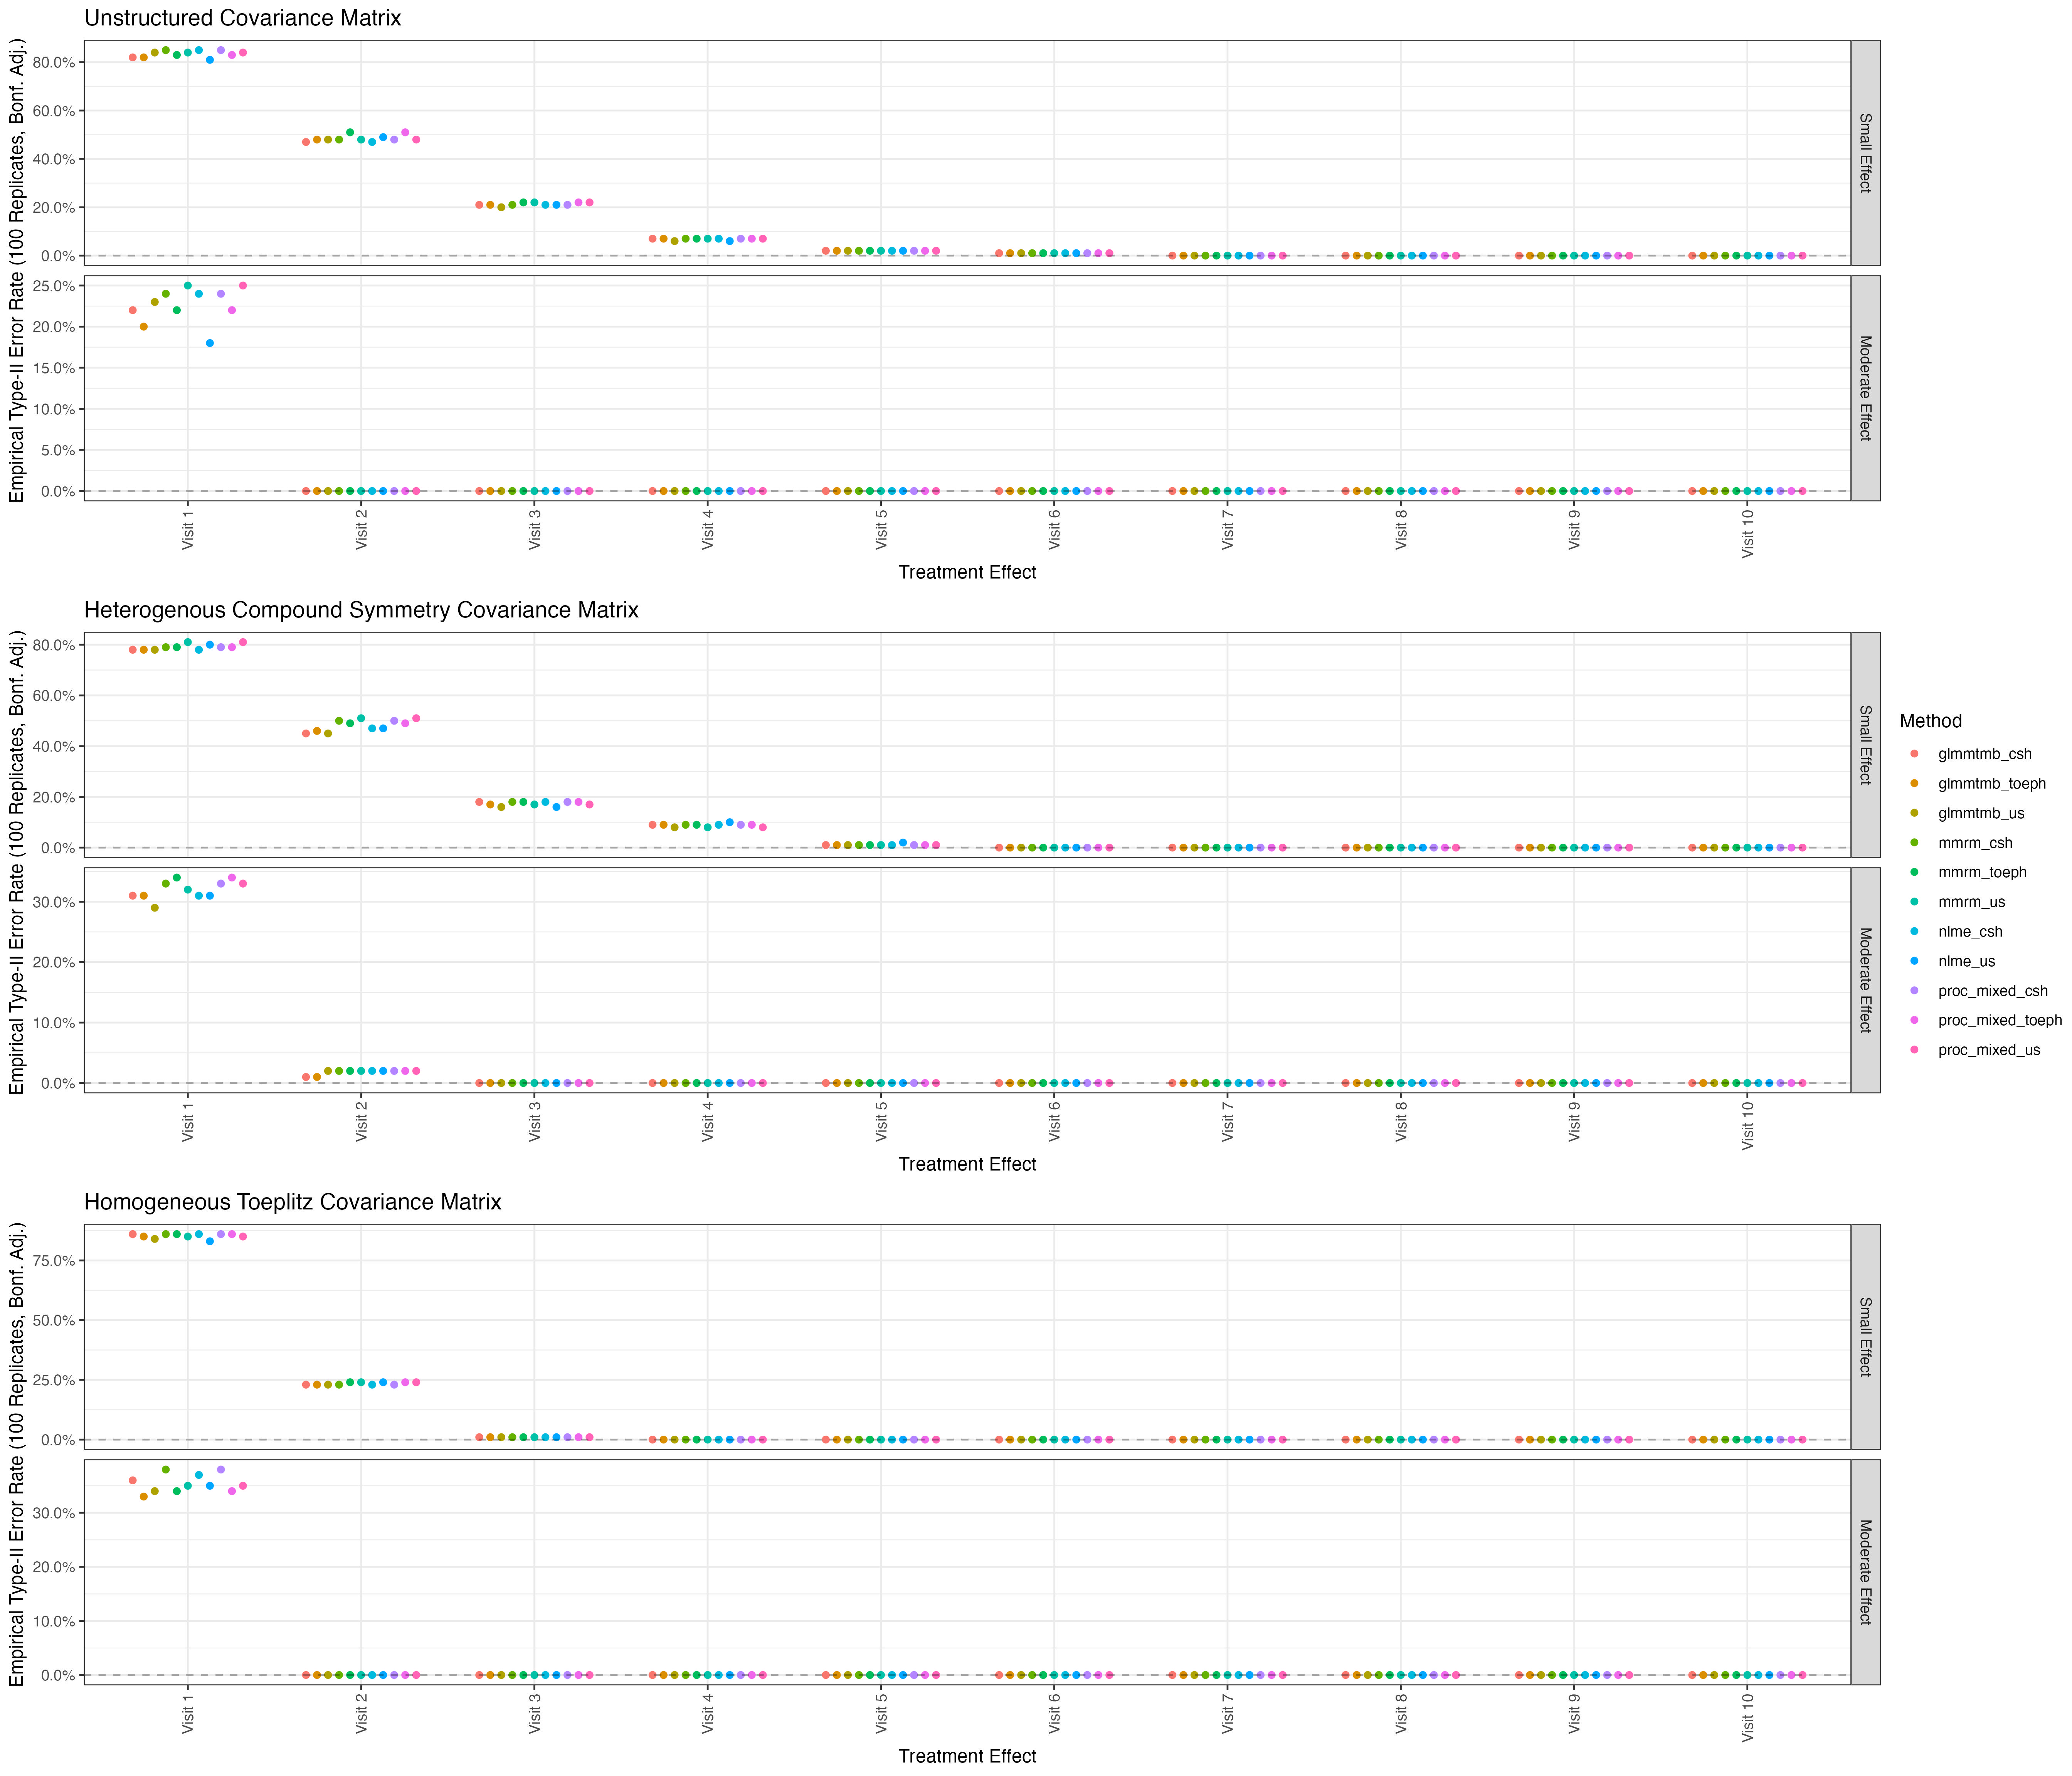 Unstructured Covariance Matrix
Empirical Type-II Error Rate (100 Replicates, Bonf. Adj.)
80.0%
60.0%
40.0%
20.0%
0.0%
Small Effect
25.0%
20.0%
15.0%
10.0%
5.0%
0.0%
Moderate Effect
Visit 1
Visit 2
Visit 3
Visit 4
Visit 5
Visit 6
Visit 7
Visit 8
Visit 9
Visit 10
Treatment Effect
Heterogenous Compound Symmetry Covariance Matrix
Empirical Type-II Error Rate (100 Replicates, Bonf. Adj.)
80.0%
60.0%
40.0%
20.0%
0.0%
Small Effect
30.0%
20.0%
10.0%
0.0%
Moderate Effect
Visit 1
Visit 2
Visit 3
Visit 4
Visit 5
Visit 6
Visit 7
Visit 8
Visit 9
Visit 10
Treatment Effect
Homogeneous Toeplitz Covariance Matrix
Empirical Type-II Error Rate (100 Replicates, Bonf. Adj.)
75.0%
50.0%
25.0%
0.0%
Small Effect
30.0%
20.0%
10.0%
0.0%
Moderate Effect
Visit 1
Visit 2
Visit 3
Visit 4
Visit 5
Visit 6
Visit 7
Visit 8
Visit 9
Visit 10
Treatment Effect
Method
glmmtmb_csh
glmmtmb_toeph
glmmtmb_us
mmrm_csh
mmrm_toeph
mmrm_us
nlme_csh
nlme_us
proc_mixed_csh
proc_mixed_toeph
proc_mixed_us